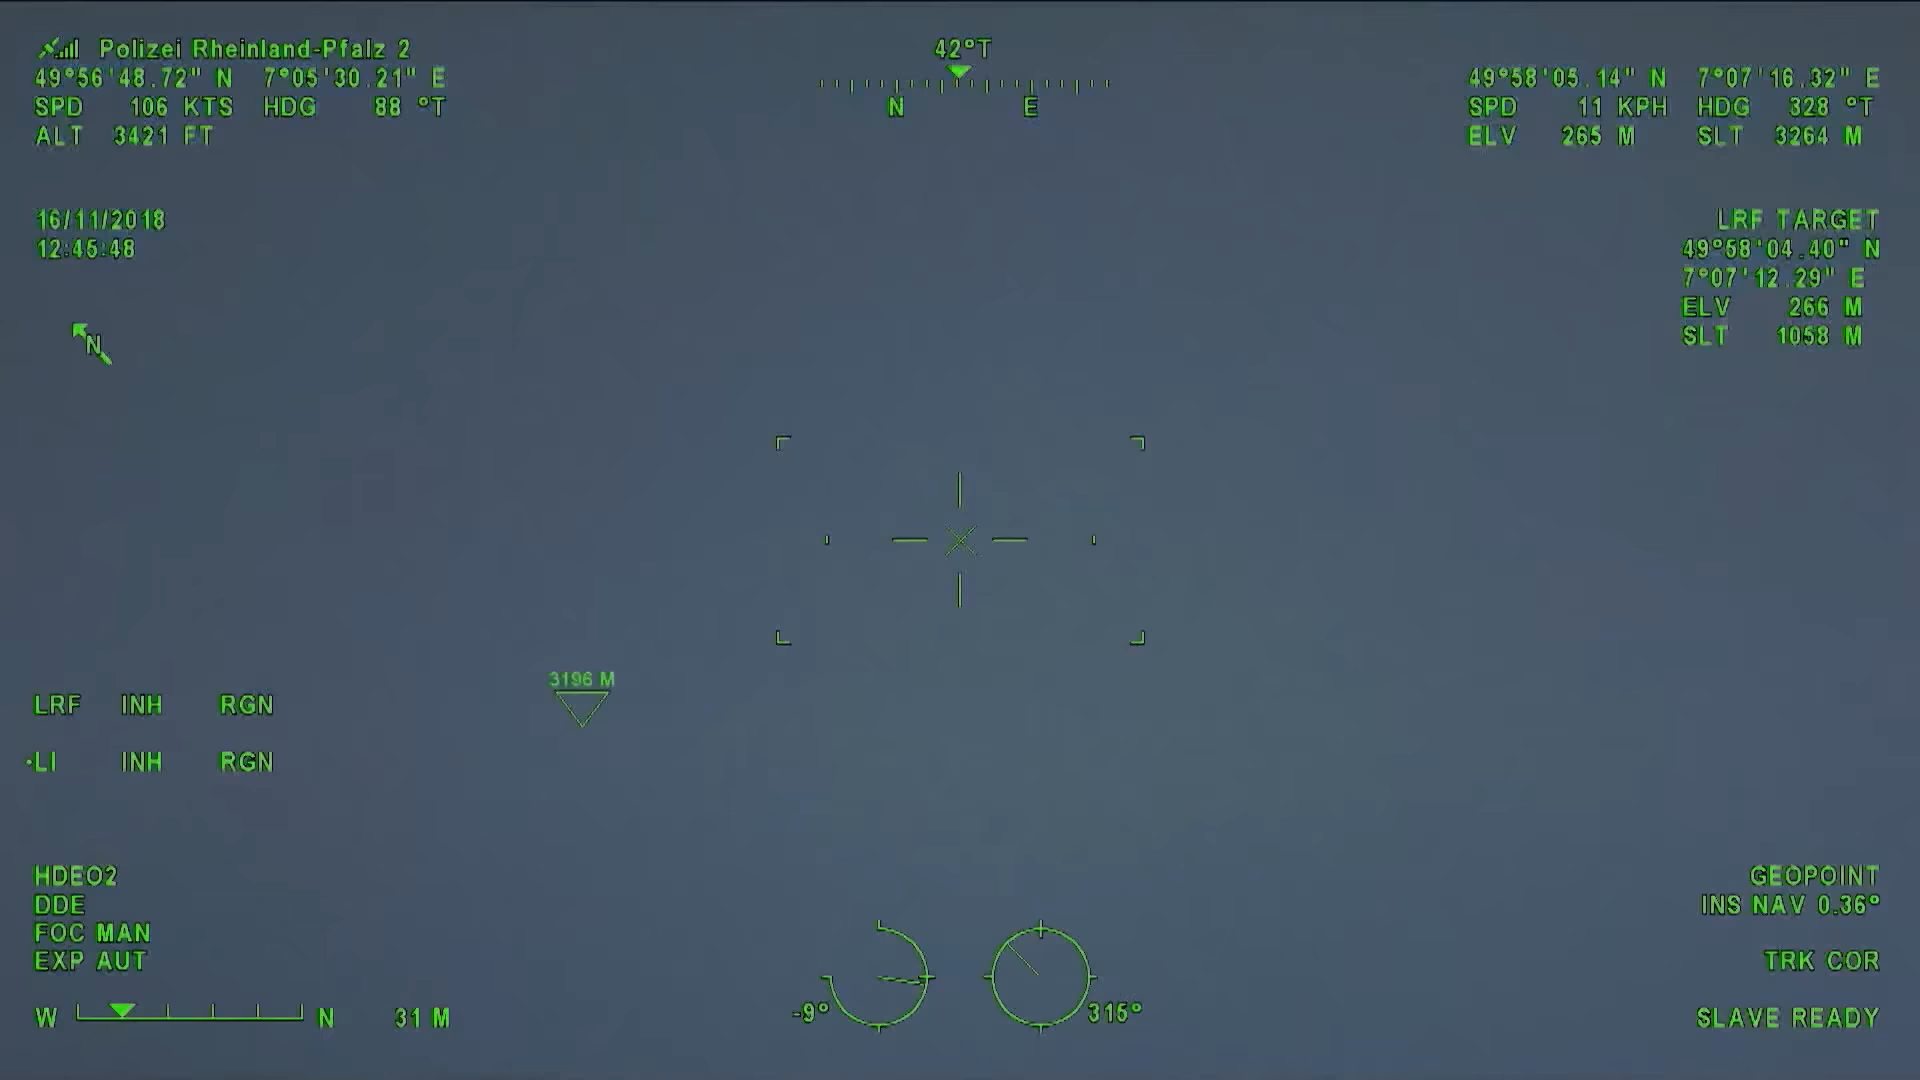 Polizei Rheinland-Pfalz 2
49°56'48.72" N 7°05'30.21" E
SPD 106 KTS HDG 88 °T
ALT 3421 FT
16/11/2018
12:45:48
N
42°T
N E
49°58'05.14" N 7°07'16.32" E
SPD 11 KPH HDG 328 °T
ELV 265 M SLT 3264 M
LRF TARGET
49°58'04.40" N
7°07'12.29" E
ELV 266 M
SLT 1058 M
3196 M
LRF INH RGN
·LI INH RGN
HDEO2
DDE
FOC MAN
EXP AUT
W N 31 M
-9°
315°
GEOPOINT
INS NAV 0.36°
TRK COR
SLAVE READY